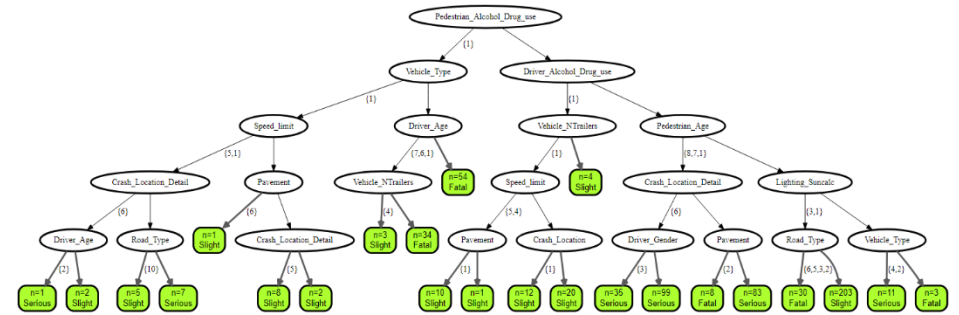 Pedestrian_Alcohol_Drug_use
{1}
Vehicle_Type
Driver_Alcohol_Drug_use
{1}
{1}
Speed_limit
Driver_Age
Vehicle_NTrailers
Pedestrian_Age
{5,1}
{7,6,1}
{1}
{8,7,1}
Crash_Location_Detail
Pavement
Vehicle_NTrailers
n=54
Fatal
Speed_limit
n=4
Slight
Crash_Location_Detail
Lighting_Suncalc
{6}
{6}
{4}
{5,4}
{6}
{3,1}
Driver_Age
Road_Type
n=1
Slight
Crash_Location_Detail
n=3
Slight
n=34
Fatal
Pavement
Crash_Location
Driver_Gender
Pavement
Road_Type
Vehicle_Type
{2}
{10}
{5}
{1}
{1}
{3}
{2}
{6,5,3,2}
{4,2}
n=1
Serious
n=2
Slight
n=5
Slight
n=7
Serious
n=8
Slight
n=2
Slight
n=10
Slight
n=1
Slight
n=12
Slight
n=20
Slight
n=35
Serious
n=99
Serious
n=8
Fatal
n=83
Serious
n=30
Fatal
n=203
Slight
n=11
Serious
n=3
Fatal